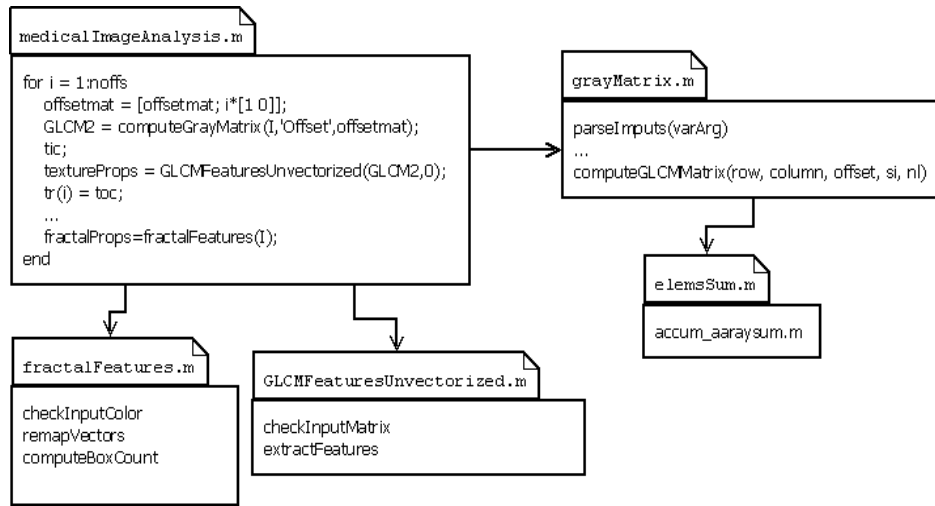 medicalImageAnalysis.m
for i = 1:noffs
offsetmat = [offsetmat; i*[1 0]];
GLCM2 = computeGrayMatrix(I,'Offset',offsetmat);
tic;
textureProps = GLCMFeaturesUnvectorized(GLCM2,0);
tr(i) = toc;
...
fractalProps=fractalFeatures(I);
end
grayMatrix.m
parseImputs(varArg)
...
computeGLCMMatrix(row, column, offset, si, nl)
elemsSum.m
accum_aaraysum.m
fractalFeatures.m
checkInputColor
remapVectors
computeBoxCount
GLCMFeaturesUnvectorized.m
checkInputMatrix
extractFeatures